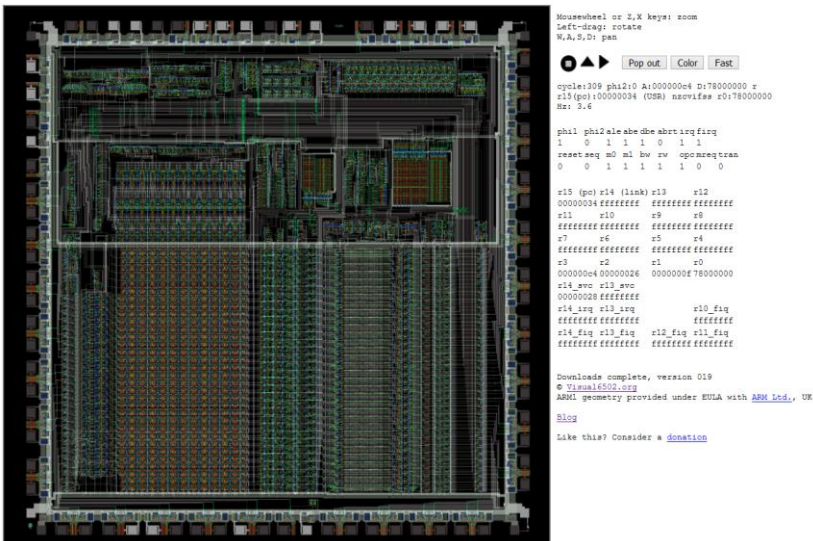 Mousewheel or Z,X keys: zoom
Left-drag: rotate
W,A,S,D: pan
Pop out Color Fast
cycle:309 phi2:0 A:000000c4 D:78000000 r
r15(pc):00000034 (USR) nzcvifss r0:78000000
Hz: 3.6
phi1 phi2 ale abe dbe abrt irq firq
1 0 1 1 1 0 1 1
reset seq m0 m1 bw rw opc mreq tran
0 0 1 1 1 1 1 0 0
r15 (pc) r14 (link) r13 r12
00000034 ffffffff ffffffff ffffffff
r11 r10 r9 r8
ffffffff ffffffff ffffffff ffffffff
r7 r6 r5 r4
ffffffff ffffffff ffffffff ffffffff
r3 r2 r1 r0
000000c4 00000026 0000000f 78000000
r14_svc r13_svc
00000028 ffffffff
r14_irq r13_irq r10_fiq
ffffffff ffffffff ffffffff
r14_fiq r13_fiq r12_fiq r11_fiq
ffffffff ffffffff ffffffff ffffffff
Downloads complete, version 019
© Visual6502.org
ARM1 geometry provided under EULA with ARM Ltd., UK
Blog
Like this? Consider a donation